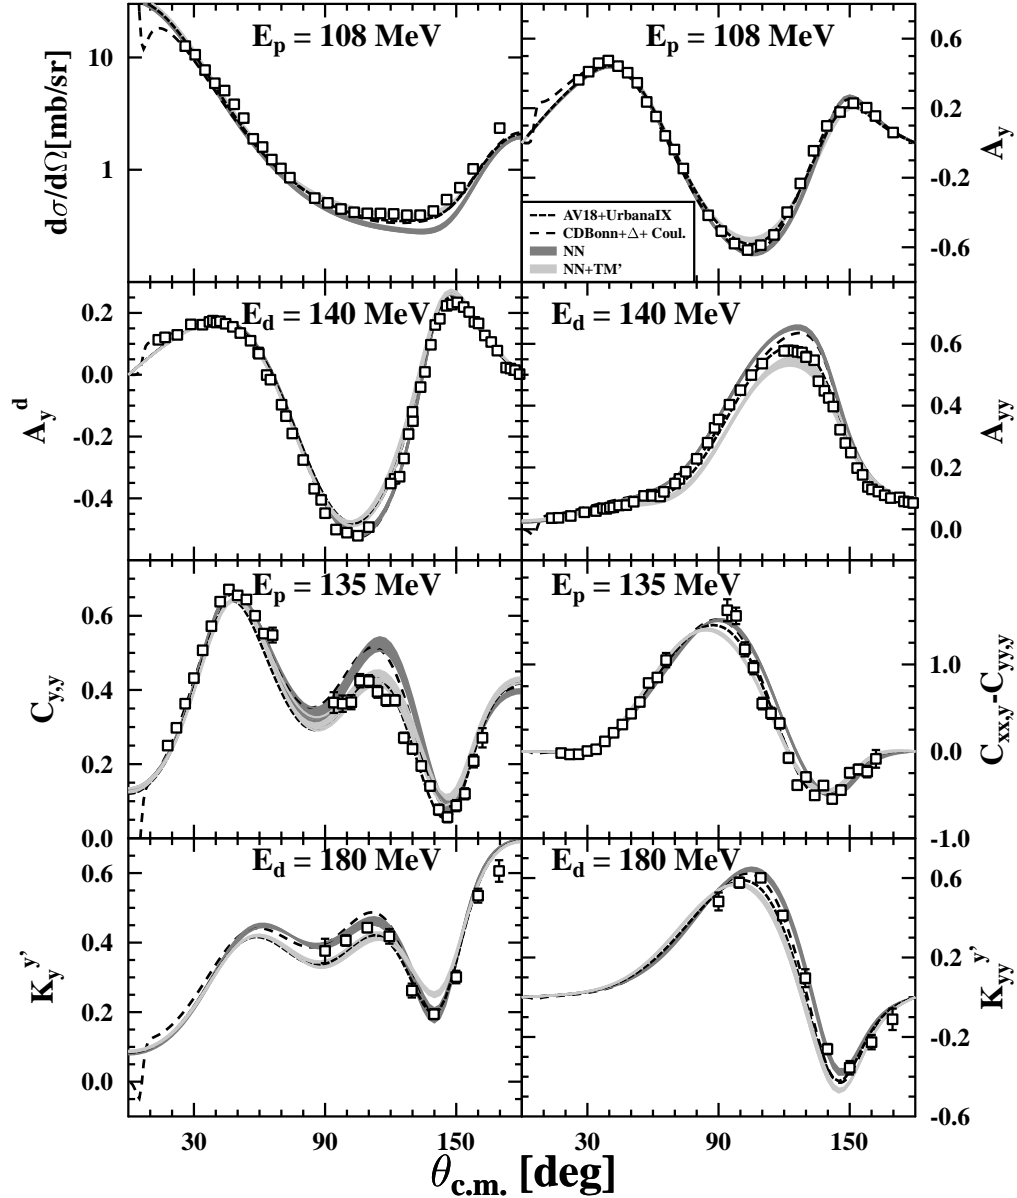 E_p = 108 MeV
E_p = 108 MeV
10
1
dσ/dΩ[mb/sr]
0.6
0.2
-0.2
-0.6
A_y
AV18+UrbanaIX
CDBonn+Δ+ Coul.
NN
NN+TM'
E_d = 140 MeV
E_d = 140 MeV
0.2
0.0
-0.2
-0.4
A_y^d
0.6
0.4
0.2
0.0
A_yy
E_p = 135 MeV
E_p = 135 MeV
0.6
0.4
0.2
0.0
C_y,y
1.0
0.0
-1.0
C_xx,y-C_yy,y
E_d = 180 MeV
E_d = 180 MeV
0.6
0.4
0.2
0.0
K_y^y'
0.6
0.2
-0.2
-0.6
K_yy^y'
30 90 150 30 90 150
θ_c.m. [deg]